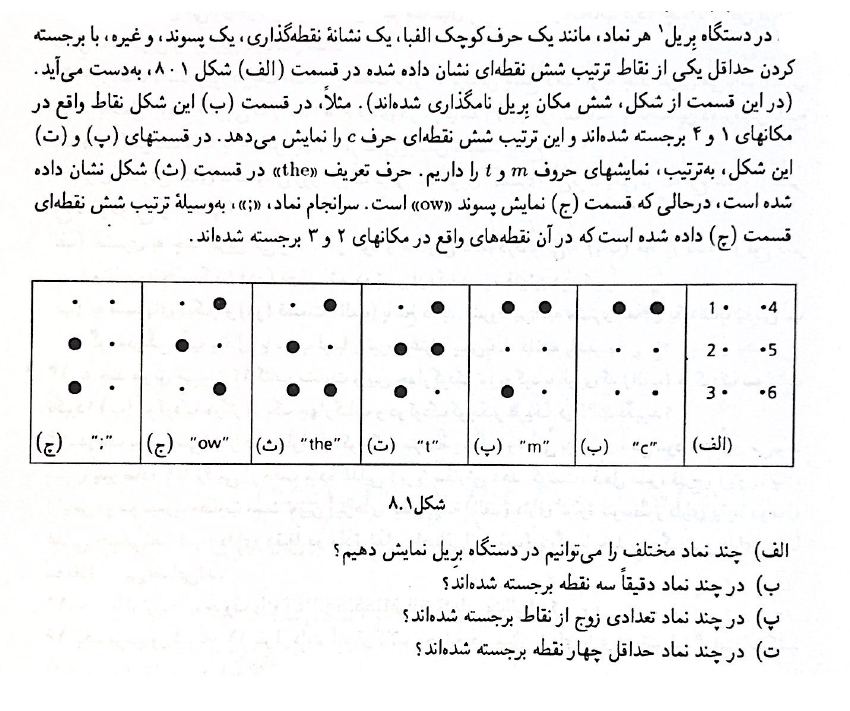 در دستگاه بِریل۱ هر نماد، مانند یک حرف کوچک الفبا، یک نشانهٔ نقطه‌گذاری، یک پسوند، و غیره، با برجسته
کردن حداقل یکی از نقاط ترتیب شش نقطه‌ای نشان داده شده در قسمت (الف) شکل ۸.۱، به‌دست می‌آید.
(در این قسمت از شکل، شش مکان بِریل نامگذاری شده‌اند). مثلاً، در قسمت (ب) این شکل نقاط واقع در
مکانهای ۱ و ۴ برجسته شده‌اند و این ترتیب شش نقطه‌ای حرف c را نمایش می‌دهد. در قسمتهای (پ) و (ت)
این شکل، به‌ترتیب، نمایشهای حروف m و t را داریم. حرف تعریف «the» در قسمت (ث) شکل نشان داده
شده است، درحالی که قسمت (ج) نمایش پسوند «ow» است. سرانجام نماد، «;»، به‌وسیلهٔ ترتیب شش نقطه‌ای
قسمت (چ) داده شده است که در آن نقطه‌های واقع در مکانهای ۲ و ۳ برجسته شده‌اند.
1 4
2 5
3 6
(الف) "c" (ب) "m" (پ) "t" (ت) "the" (ث) "ow" (ج) ";" (چ)
شکل ۸.۱
الف) چند نماد مختلف را می‌توانیم در دستگاه بِریل نمایش دهیم؟
ب) در چند نماد دقیقاً سه نقطه برجسته شده‌اند؟
پ) در چند نماد تعدادی زوج از نقاط برجسته شده‌اند؟
ت) در چند نماد حداقل چهار نقطه برجسته شده‌اند؟